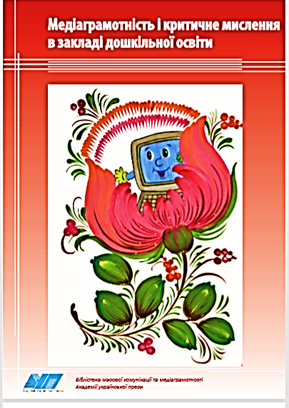 Медіаграмотність і критичне мислення
в закладі дошкільної освіти
Бібліотека масової комунікації та медіаграмотності
Академії української преси